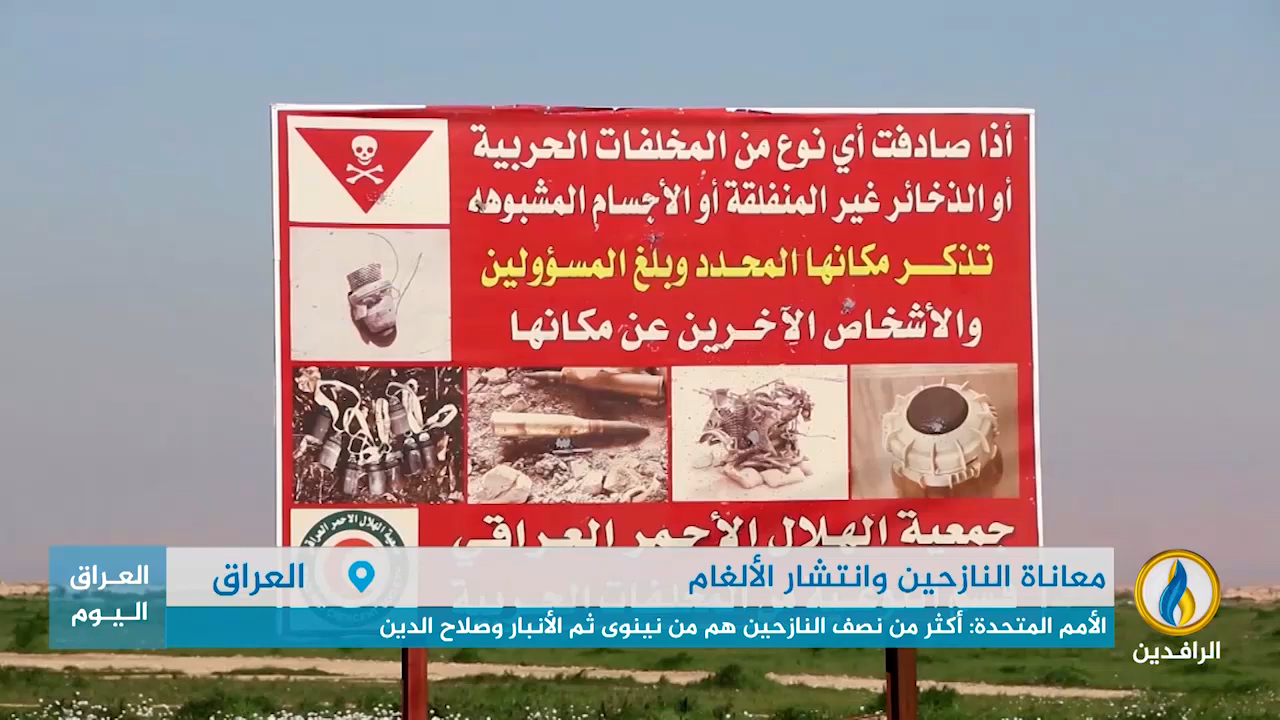 أذا صادفت أي نوع من المخلفات الحربية
أو الذخائر غير المنفلقة أو الأجسام المشبوهه
تذكر مكانها المحدد وبلغ المسؤولين
والأشخاص الآخرين عن مكانها
جمعية الهلال الأحمر العراقي
معاناة النازحين وانتشار الألغام
العراق
العراق
اليوم
الأمم المتحدة: أكثر من نصف النازحين هم من نينوى ثم الأنبار وصلاح الدين
الرافدين